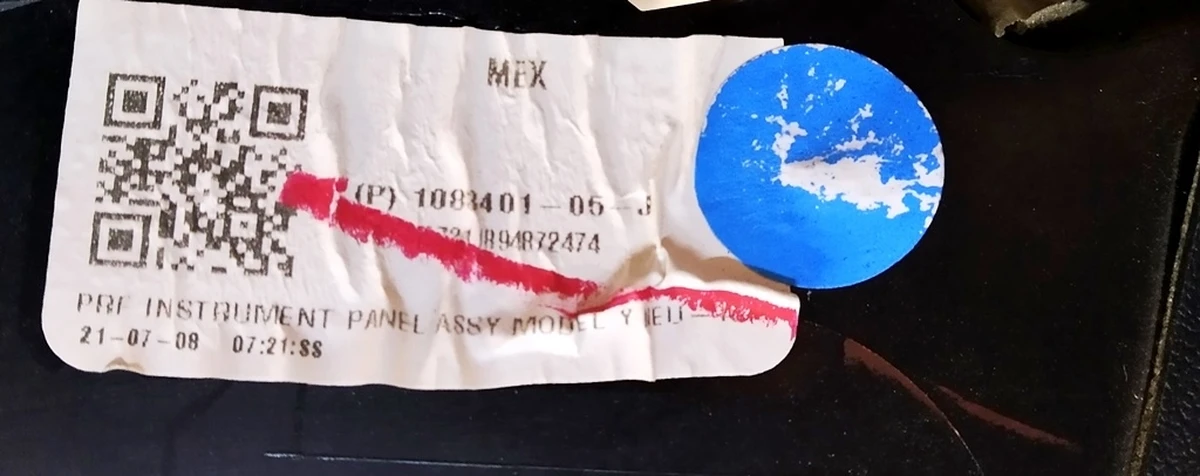 MEX
(P) 1083401-05-J
PRF INSTRUMENT PANEL ASSY MODEL Y
21-07-08 07:21:SS